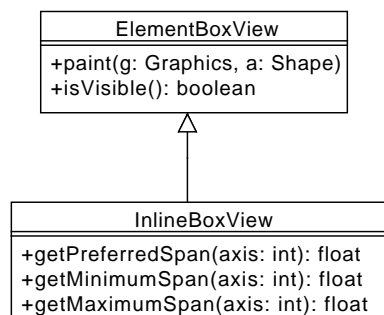 ElementBoxView
+paint(g: Graphics, a: Shape)
+isVisible(): boolean
InlineBoxView
+getPreferredSpan(axis: int): float
+getMinimumSpan(axis: int): float
+getMaximumSpan(axis: int): float